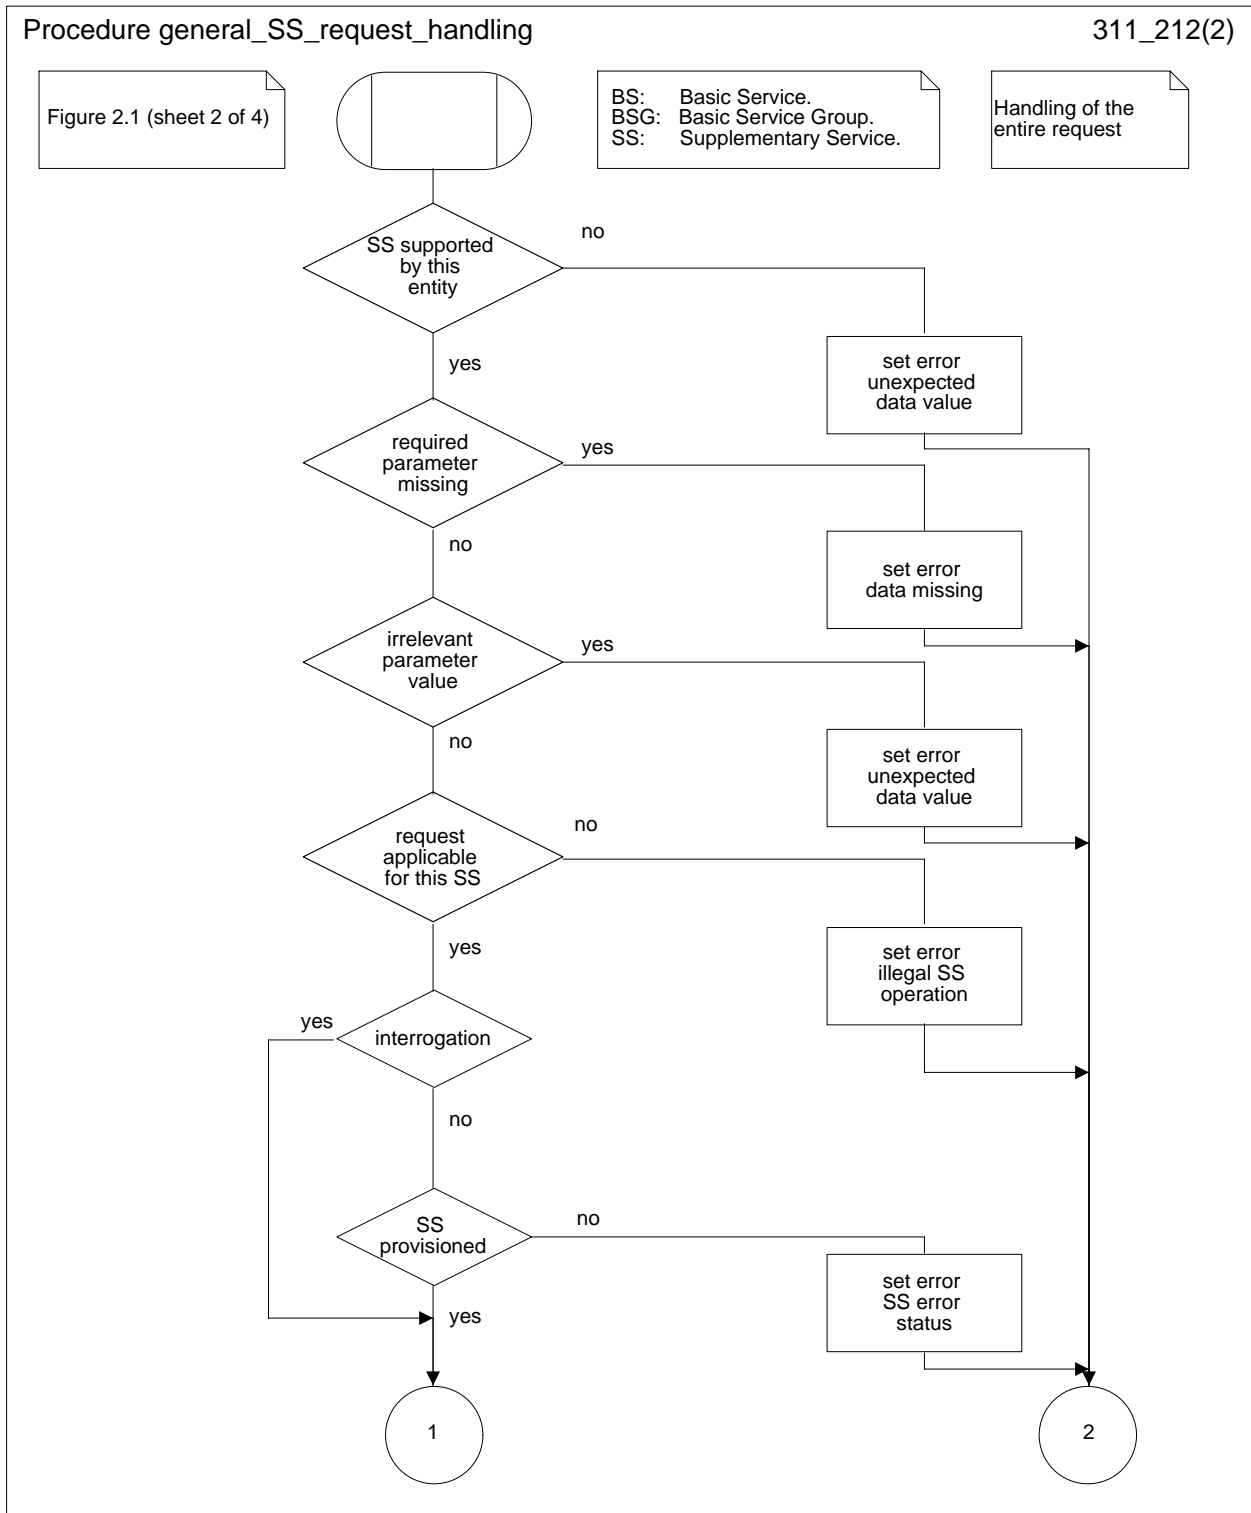 Procedure general_SS_request_handling
311_212(2)
Figure 2.1 (sheet 2 of 4)
BS: Basic Service.
BSG: Basic Service Group.
SS: Supplementary Service.
Handling of the
entire request
SS supported
by this
entity
no
yes
set error
unexpected
data value
required
parameter
missing
yes
no
set error
data missing
irrelevant
parameter
value
yes
no
set error
unexpected
data value
request
applicable
for this SS
no
yes
set error
illegal SS
operation
interrogation
yes
no
SS
provisioned
no
yes
set error
SS error
status
1
2